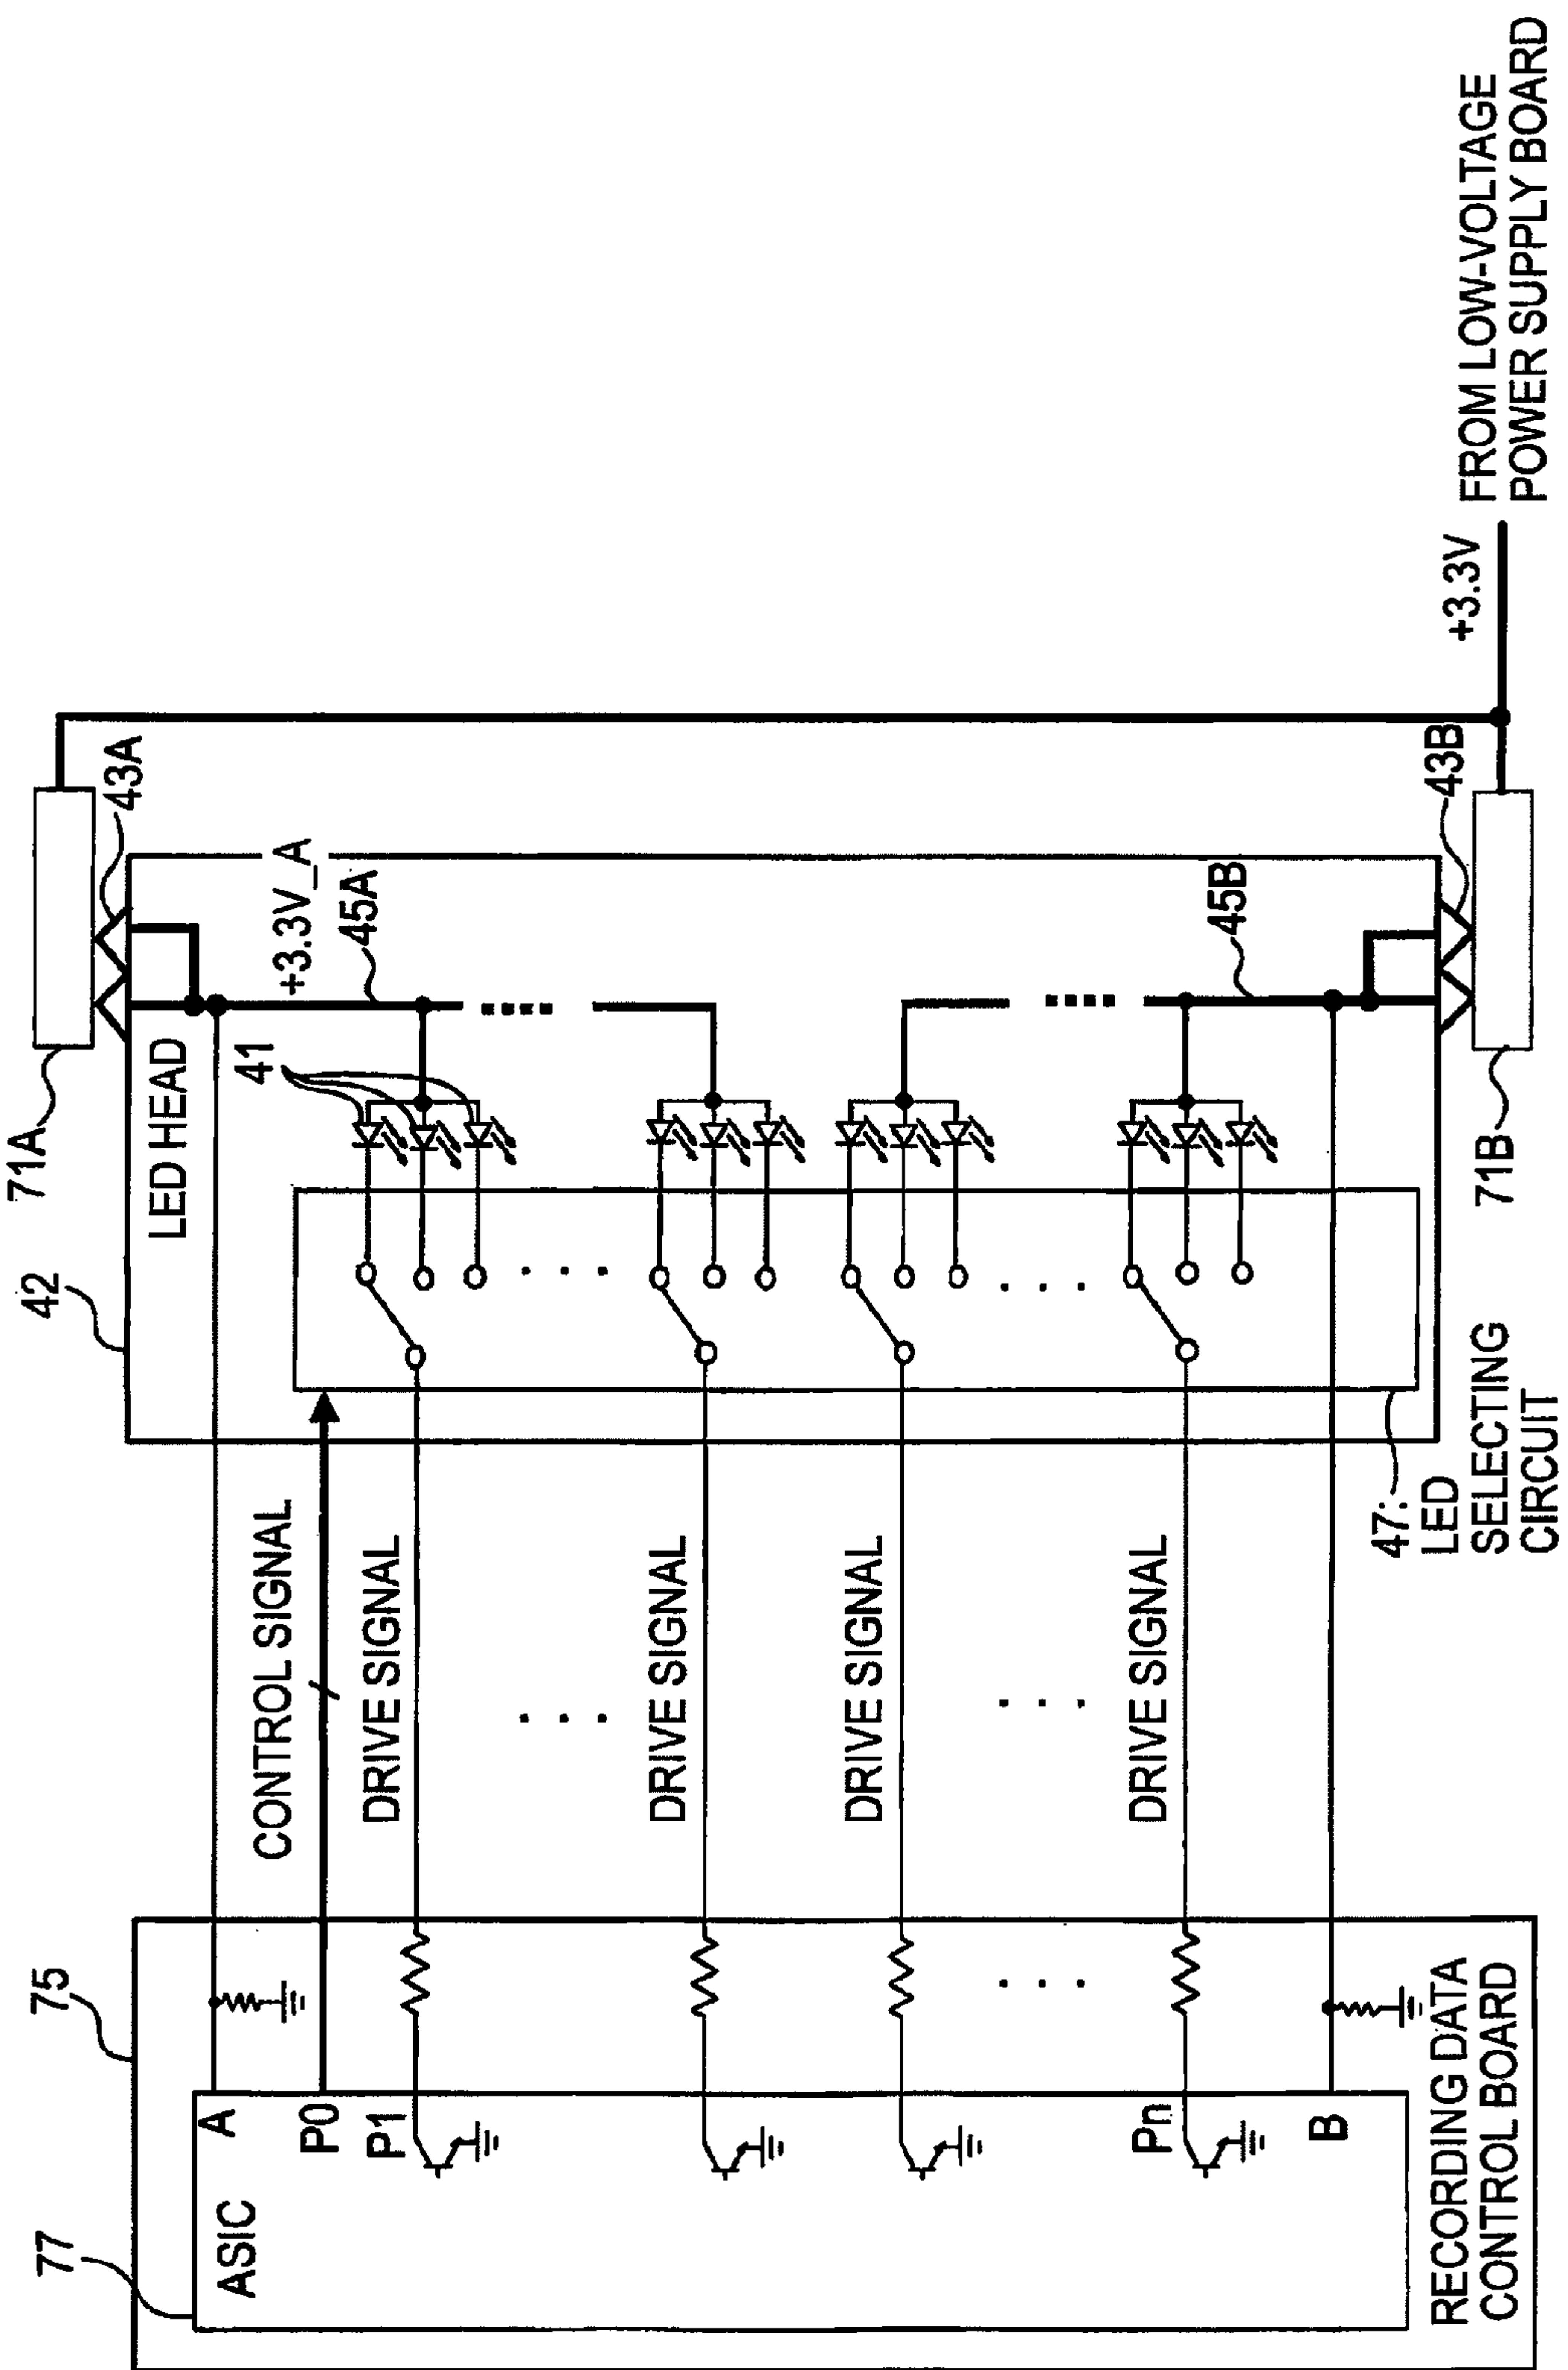 75
77
ASIC
A
P0
P1
Pn
B
RECORDING DATA
CONTROL BOARD
CONTROL SIGNAL
DRIVE SIGNAL
DRIVE SIGNAL
DRIVE SIGNAL
DRIVE SIGNAL
42
LED HEAD
41
47:
LED
SELECTING
CIRCUIT
71A
43A
+3.3V_A
45A
45B
43B
71B
+3.3V
FROM LOW-VOLTAGE
POWER SUPPLY BOARD